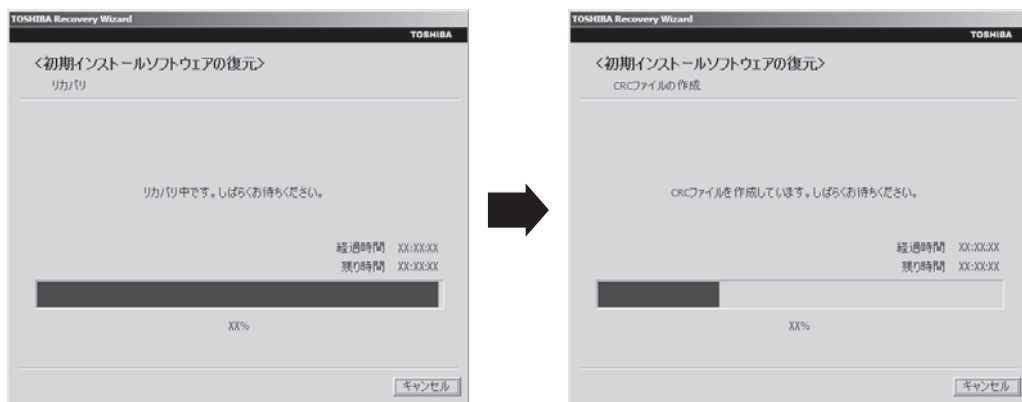 TOSHIBA Recovery Wizard
TOSHIBA
<初期インストールソフトウェアの復元>
リカバリ
リカバリ中です。しばらくお待ちください。
経過時間 XX:XX:XX
残り時間 XX:XX:XX
XX%
キャンセル
TOSHIBA Recovery Wizard
TOSHIBA
<初期インストールソフトウェアの復元>
CRCファイルの作成
CRCファイルを作成しています。しばらくお待ちください。
経過時間 XX:XX:XX
残り時間 XX:XX:XX
XX%
キャンセル